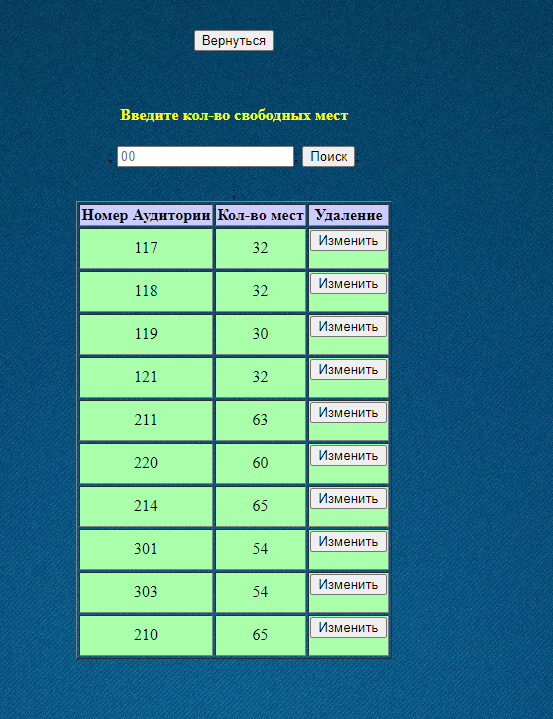 Вернуться
Введите кол-во свободных мест
: 00 : Поиск :
:
Номер Аудитории Кол-во мест Удаление
117 32 Изменить
118 32 Изменить
119 30 Изменить
121 32 Изменить
211 63 Изменить
220 60 Изменить
214 65 Изменить
301 54 Изменить
303 54 Изменить
210 65 Изменить